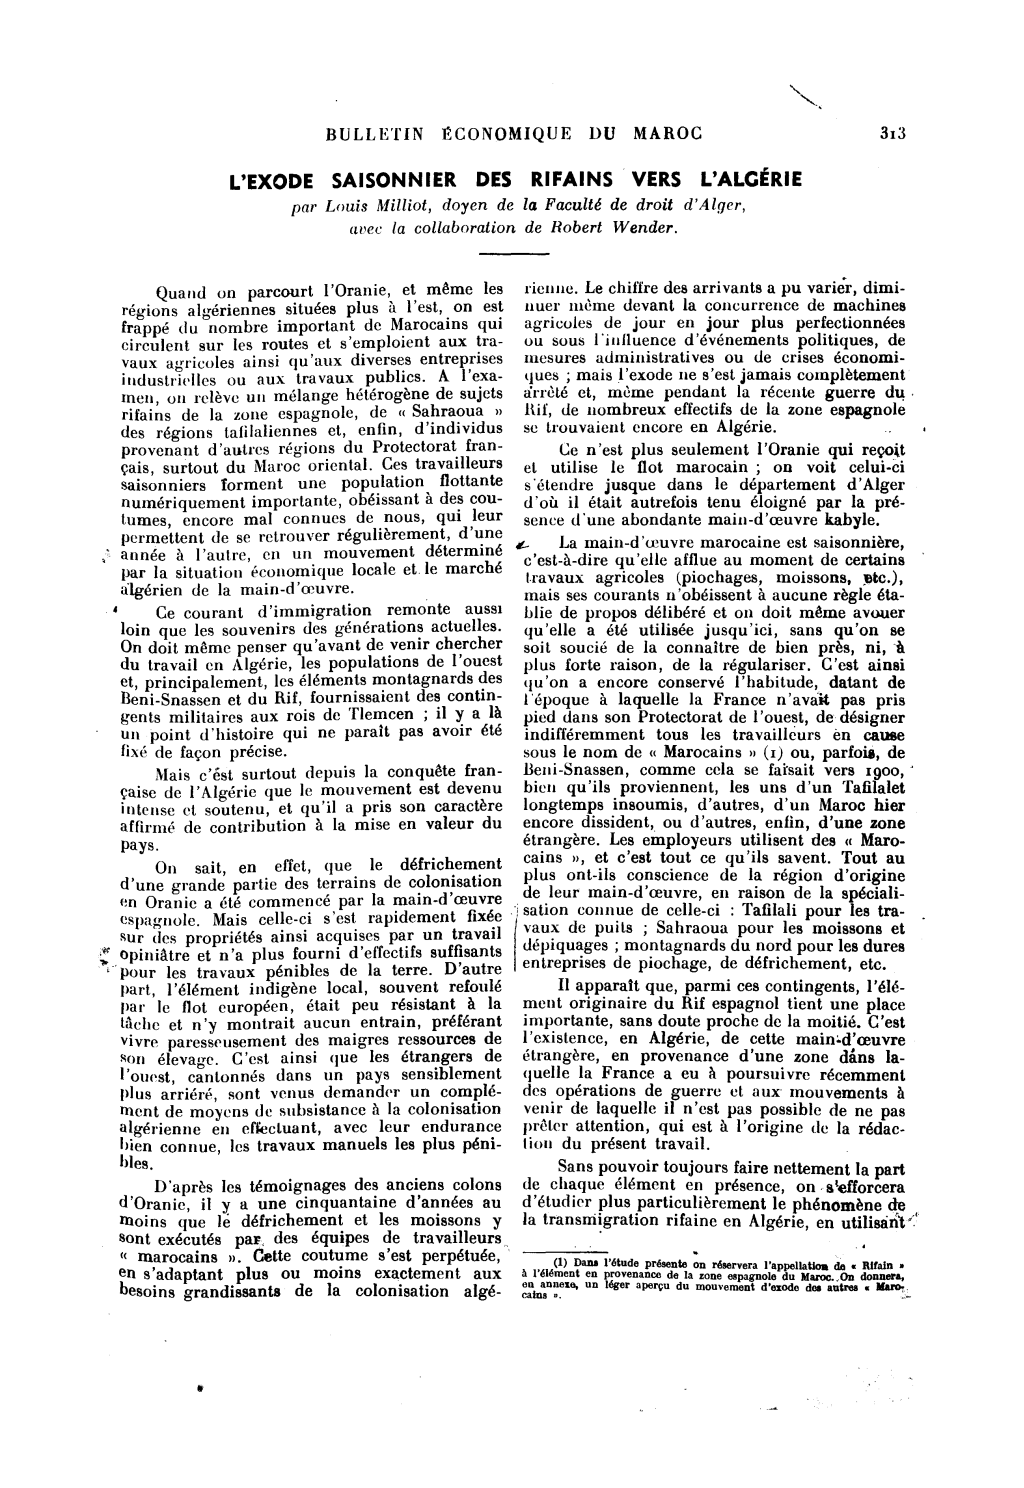 BULLETIN ÉCONOMIQUE DU MAROC 313
L'EXODE SAISONNIER DES RIFAINS VERS L'ALGÉRIE
par Louis Milliot, doyen de la Faculté de droit d'Alger,
avec la collaboration de Robert Wender.
Quand on parcourt l'Oranie, et même les
régions algériennes situées plus à l'est, on est
frappé du nombre important de Marocains qui
circulent sur les routes et s'emploient aux tra-
vaux agricoles ainsi qu'aux diverses entreprises
industrielles ou aux travaux publics. A l'exa-
men, on relève un mélange hétérogène de sujets
rifains de la zone espagnole, de « Sahraoua »
des régions tafilaliennes et, enfin, d'individus
provenant d'autres régions du Protectorat fran-
çais, surtout du Maroc oriental. Ces travailleurs
saisonniers forment une population flottante
numériquement importante, obéissant à des cou-
tumes, encore mal connues de nous, qui leur
permettent de se retrouver régulièrement, d'une
année à l'autre, en un mouvement déterminé
par la situation économique locale et le marché
algérien de la main-d'œuvre.
Ce courant d'immigration remonte aussi
loin que les souvenirs des générations actuelles.
On doit même penser qu'avant de venir chercher
du travail en Algérie, les populations de l'ouest
et, principalement, les éléments montagnards des
Beni-Snassen et du Rif, fournissaient des contin-
gents militaires aux rois de Tlemcen ; il y a là
un point d'histoire qui ne paraît pas avoir été
fixé de façon précise.
Mais c'ést surtout depuis la conquête fran-
çaise de l'Algérie que le mouvement est devenu
intense et soutenu, et qu'il a pris son caractère
affirmé de contribution à la mise en valeur du
pays.
On sait, en effet, que le défrichement
d'une grande partie des terrains de colonisation
en Oranie a été commencé par la main-d'œuvre
espagnole. Mais celle-ci s'est rapidement fixée
sur des propriétés ainsi acquises par un travail
opiniâtre et n'a plus fourni d'effectifs suffisants
pour les travaux pénibles de la terre. D'autre
part, l'élément indigène local, souvent refoulé
par le flot européen, était peu résistant à la
tâche et n'y montrait aucun entrain, préférant
vivre paresseusement des maigres ressources de
son élevage. C'est ainsi que les étrangers de
l'ouest, cantonnés dans un pays sensiblement
plus arriéré, sont venus demander un complé-
ment de moyens de subsistance à la colonisation
algérienne en effectuant, avec leur endurance
bien connue, les travaux manuels les plus péni-
bles.
D'après les témoignages des anciens colons
d'Oranie, il y a une cinquantaine d'années au
moins que le défrichement et les moissons y
sont exécutés par des équipes de travailleurs
« marocains ». Cette coutume s'est perpétuée,
en s'adaptant plus ou moins exactement aux
besoins grandissants de la colonisation algé-
rienne. Le chiffre des arrivants a pu varier, dimi-
nuer même devant la concurrence de machines
agricoles de jour en jour plus perfectionnées
ou sous l'influence d'événements politiques, de
mesures administratives ou de crises économi-
ques ; mais l'exode ne s'est jamais complètement
arrêté et, même pendant la récente guerre du
Rif, de nombreux effectifs de la zone espagnole
se trouvaient encore en Algérie.
Ce n'est plus seulement l'Oranie qui reçoit
et utilise le flot marocain ; on voit celui-ci
s'étendre jusque dans le département d'Alger
d'où il était autrefois tenu éloigné par la pré-
sence d'une abondante main-d'œuvre kabyle.
La main-d'œuvre marocaine est saisonnière,
c'est-à-dire qu'elle afflue au moment de certains
travaux agricoles (piochages, moissons, etc.),
mais ses courants n'obéissent à aucune règle éta-
blie de propos délibéré et on doit même avouer
qu'elle a été utilisée jusqu'ici, sans qu'on se
soit soucié de la connaître de bien près, ni, à
plus forte raison, de la régulariser. C'est ainsi
qu'on a encore conservé l'habitude, datant de
l'époque à laquelle la France n'avait pas pris
pied dans son Protectorat de l'ouest, de désigner
indifféremment tous les travailleurs en cause
sous le nom de « Marocains » (1) ou, parfois, de
Beni-Snassen, comme cela se faisait vers 1900,
bien qu'ils proviennent, les uns d'un Tafilalet
longtemps insoumis, d'autres, d'un Maroc hier
encore dissident, ou d'autres, enfin, d'une zone
étrangère. Les employeurs utilisent des « Maro-
cains », et c'est tout ce qu'ils savent. Tout au
plus ont-ils conscience de la région d'origine
de leur main-d'œuvre, en raison de la spéciali-
sation connue de celle-ci : Tafilali pour les tra-
vaux de puits ; Sahraoua pour les moissons et
dépiquages ; montagnards du nord pour les dures
entreprises de piochage, de défrichement, etc.
Il apparaît que, parmi ces contingents, l'élé-
ment originaire du Rif espagnol tient une place
importante, sans doute proche de la moitié. C'est
l'existence, en Algérie, de cette main-d'œuvre
étrangère, en provenance d'une zone dans la-
quelle la France a eu à poursuivre récemment
des opérations de guerre et aux mouvements à
venir de laquelle il n'est pas possible de ne pas
prêter attention, qui est à l'origine de la rédac-
tion du présent travail.
Sans pouvoir toujours faire nettement la part
de chaque élément en présence, on s'efforcera
d'étudier plus particulièrement le phénomène de
la transmigration rifaine en Algérie, en utilisant
(1) Dans l'étude présente on réservera l'appellation de « Rifain »
à l'élément en provenance de la zone espagnole du Maroc. On donnera,
en annexe, un léger aperçu du mouvement d'exode des autres « Maro-
cains ».